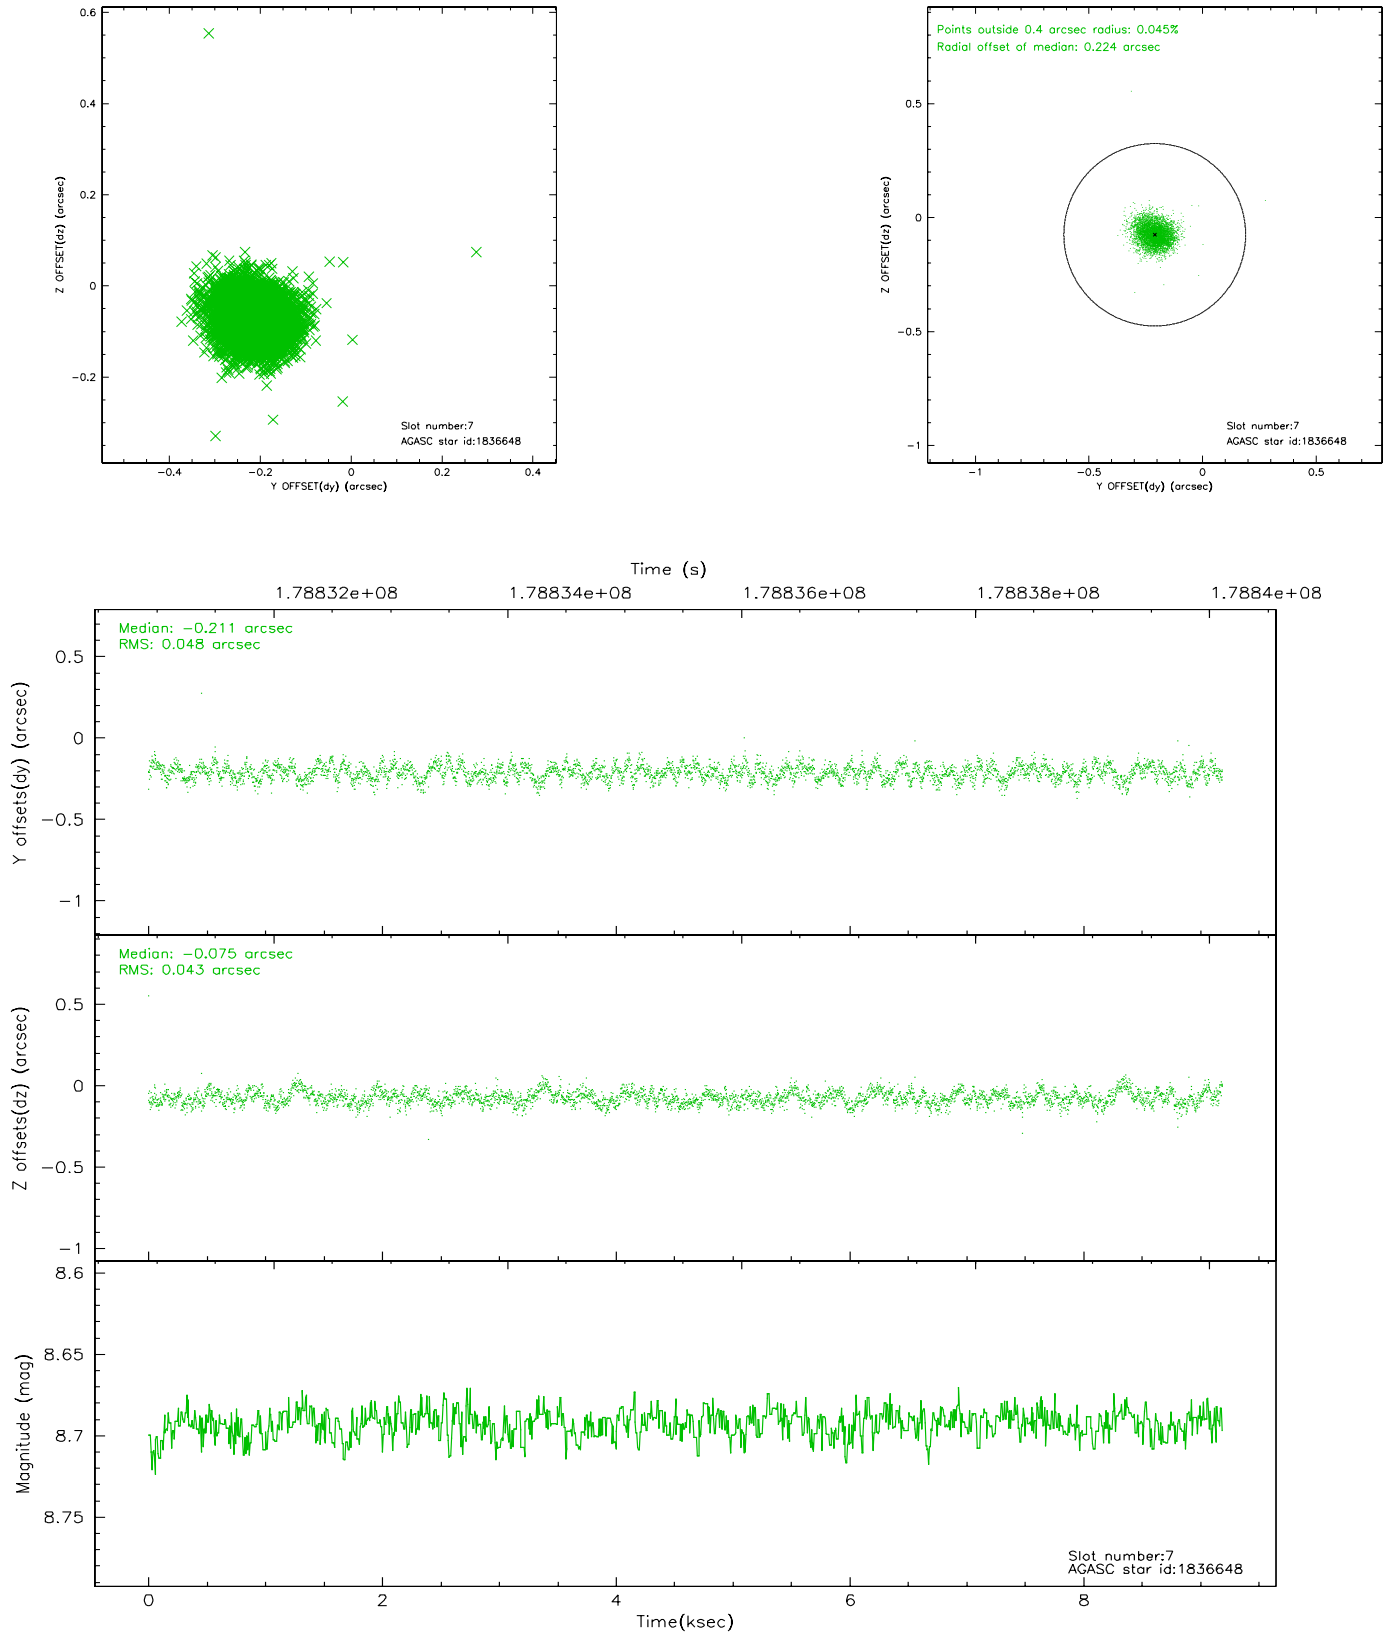 0.6
0.4
0.2
0
−0.2
−0.4
−0.2
0
0.2
0.4
Z OFFSET(dz) (arcsec)
Y OFFSET(dy) (arcsec)
Slot number:7
AGASC star id:1836648
Points outside 0.4 arcsec radius: 0.045%
Radial offset of median: 0.224 arcsec
0.5
0
−0.5
−1
−1
−0.5
0
0.5
Z OFFSET(dz) (arcsec)
Y OFFSET(dy) (arcsec)
Slot number:7
AGASC star id:1836648
Time (s)
1.78832e+08
1.78834e+08
1.78836e+08
1.78838e+08
1.7884e+08
Median: −0.211 arcsec
RMS: 0.048 arcsec
0.5
0
−0.5
−1
Y offsets(dy) (arcsec)
Median: −0.075 arcsec
RMS: 0.043 arcsec
0.5
0
−0.5
−1
Z offsets(dz) (arcsec)
8.6
8.65
8.7
8.75
Magnitude (mag)
Slot number:7
AGASC star id:1836648
0
2
4
6
8
Time(ksec)